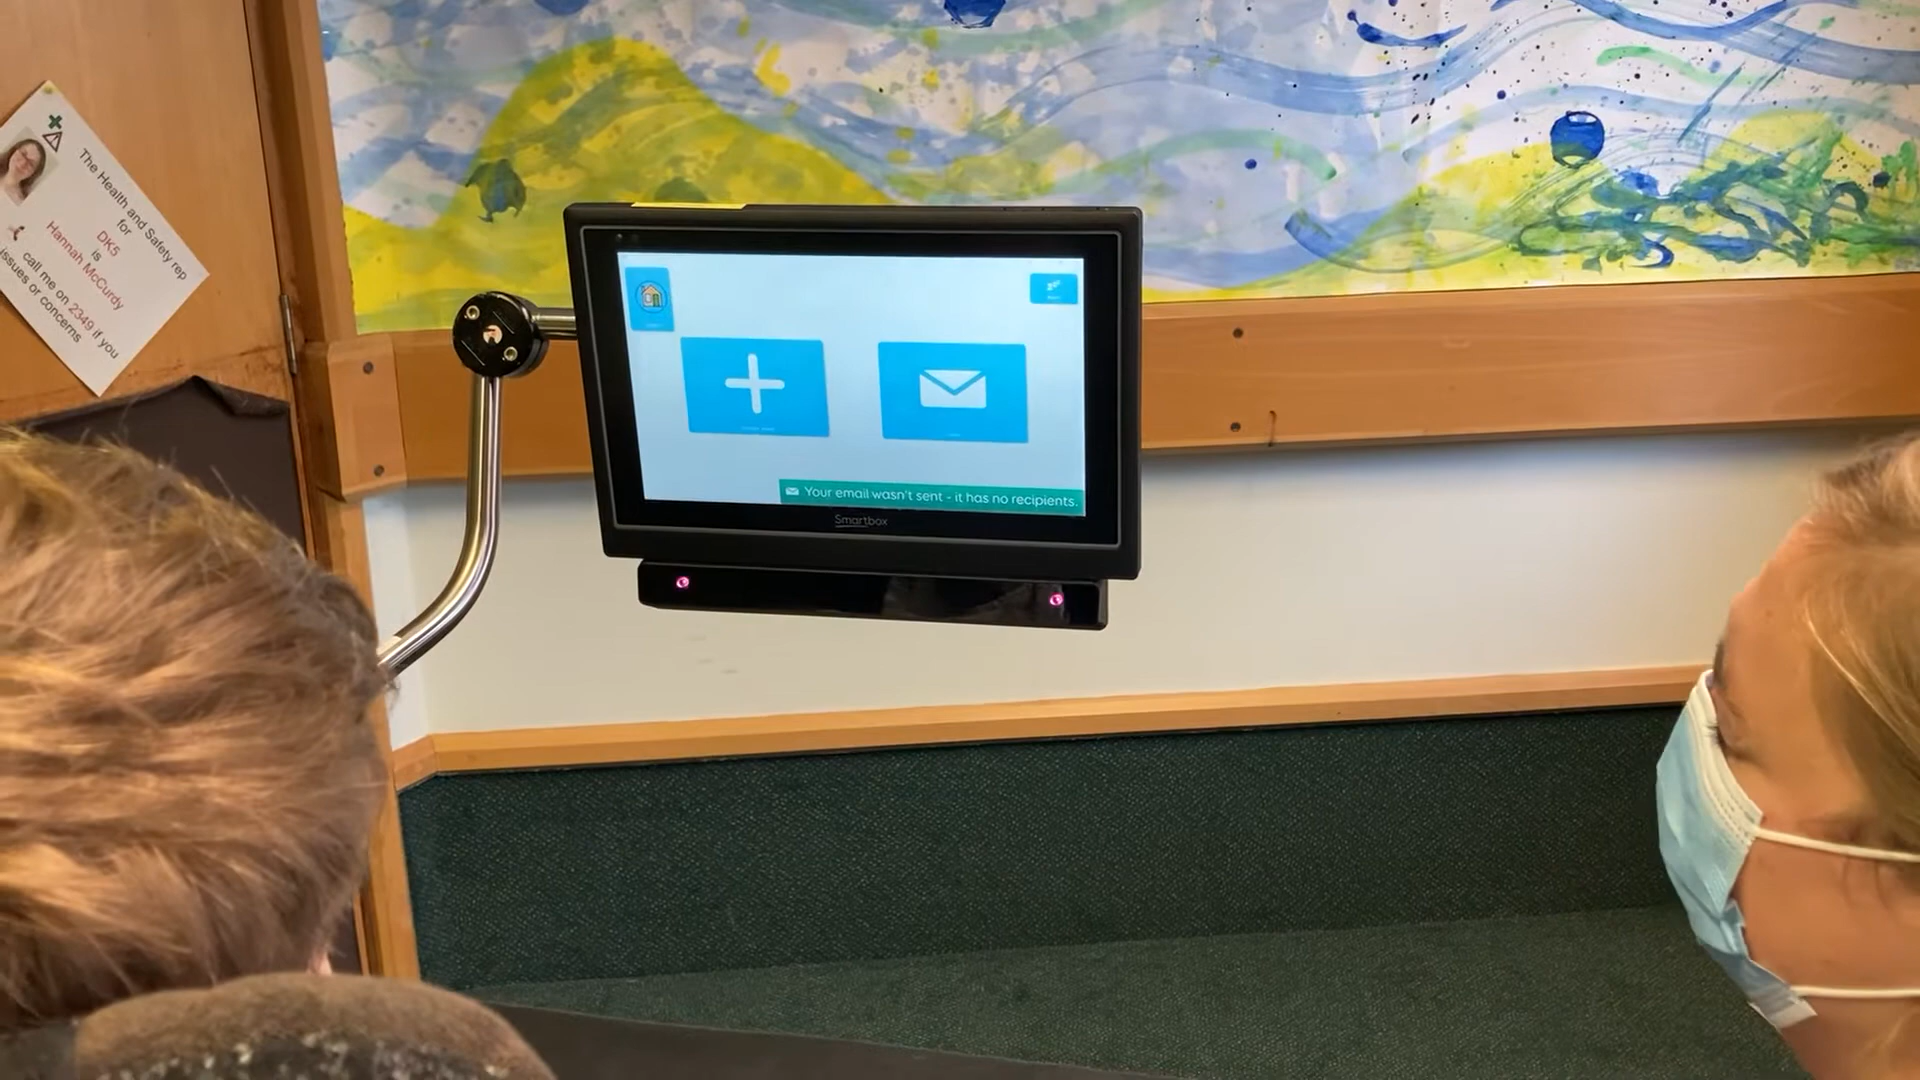 The Health and Safety rep
for
DK5
is
Hannah McCurdy
call me on 2349 if you
issues or concerns
Your email wasn't sent - it has no recipients.
Smartbox